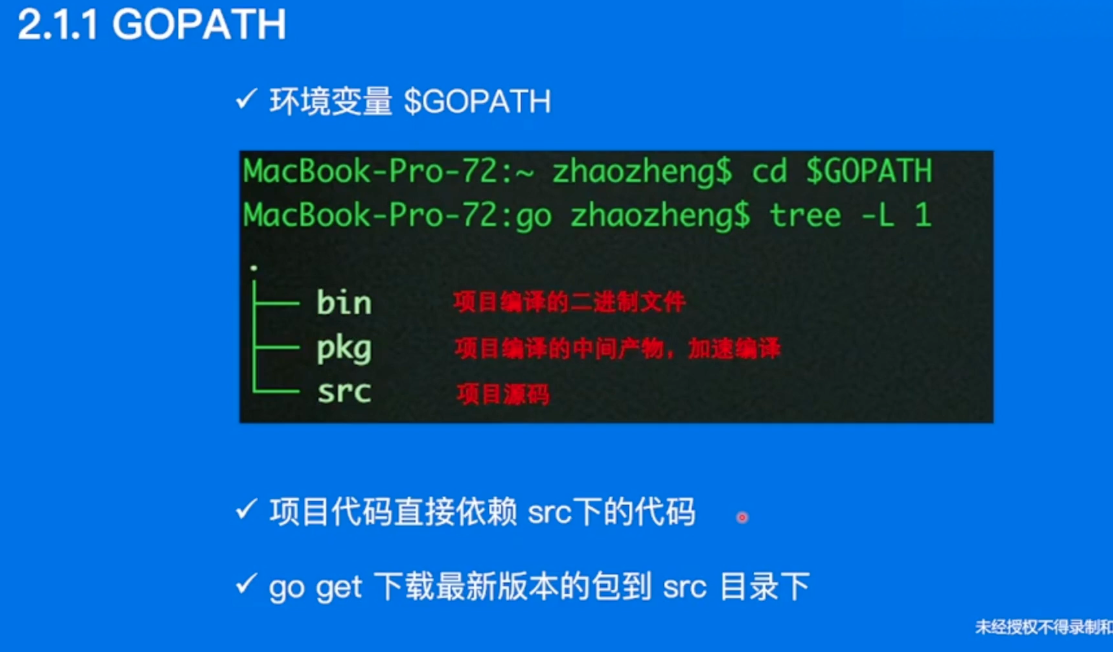 2.1.1 GOPATH
✓ 环境变量 $GOPATH
MacBook-Pro-72:~ zhaozheng$ cd $GOPATH
MacBook-Pro-72:go zhaozheng$ tree -L 1
.
├── bin 项目编译的二进制文件
├── pkg 项目编译的中间产物，加速编译
└── src 项目源码
✓ 项目代码直接依赖 src下的代码
✓ go get 下载最新版本的包到 src 目录下
未经授权不得录制和